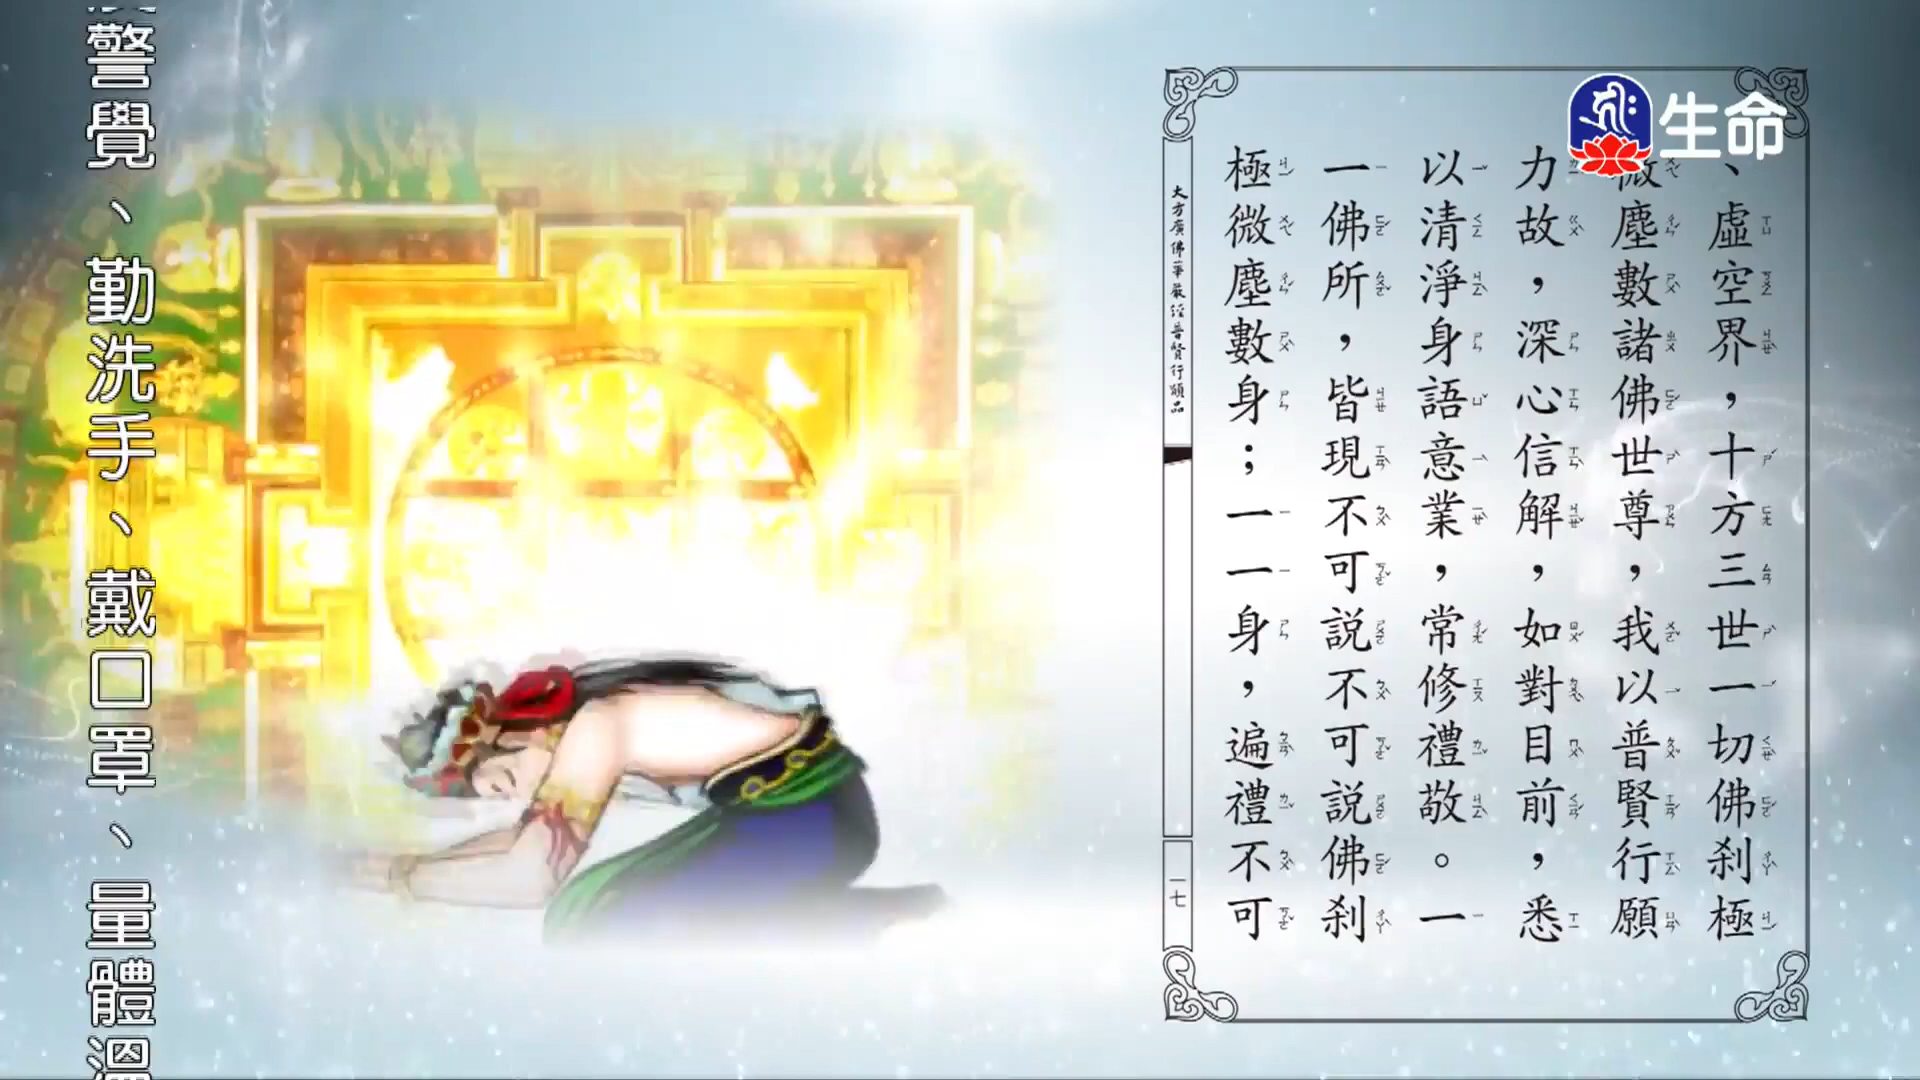 生命
、虛空界，十方三世一切佛剎極
微塵數諸佛世尊，我以普賢行願
力故，深心信解，如對目前，悉
以清淨身語意業，常修禮敬。一
一佛所，皆現不可說不可說佛剎
極微塵數身；一一身，遍禮不可
大方廣佛華嚴經普賢行願品
一七
警覺、勤洗手、戴口罩、量體溫